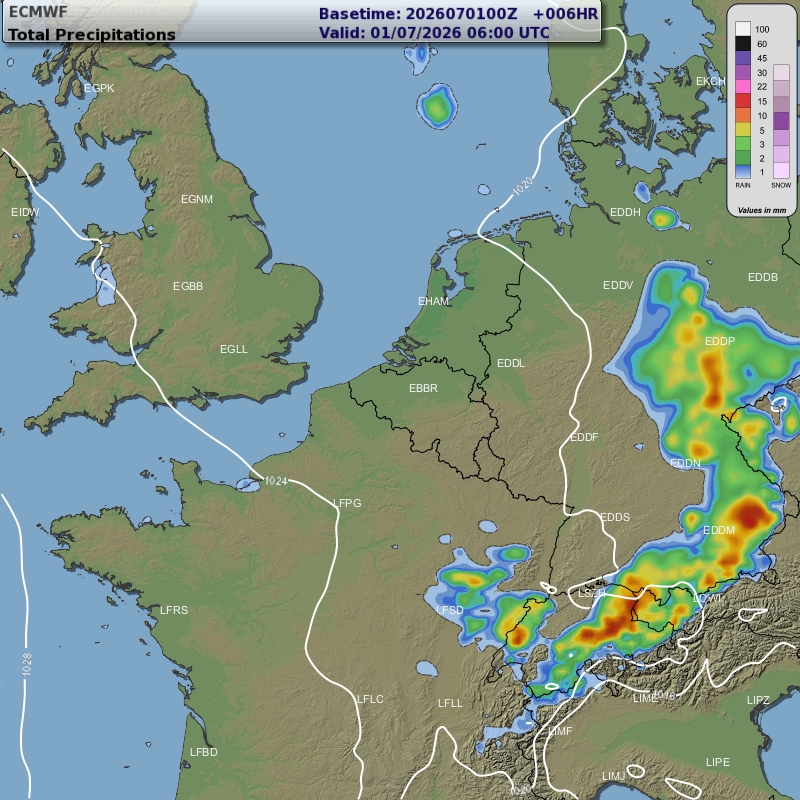 ECMWF
Basetime: 2026070100Z +006HR
Total Precipitations
Valid: 01/07/2026 06:00 UTC
100
60
45
30
22
15
10
5
3
2
1
RAIN SNOW
Values in mm
EGPK
EKCH
1020
EGNM
EIDW
EDDH
EGBB
EDDV
EDDB
EHAM
EDDP
EGLL
EDDL
EBBR
EDDF
EDDN
1024
LFPG
EDDS
EDDM
LSZH
LOWI
LFSD
LFRS
1028
LFLC
LFLL
LIML
1016
LIPZ
LIMF
LFBD
LIPE
LIMJ
1020